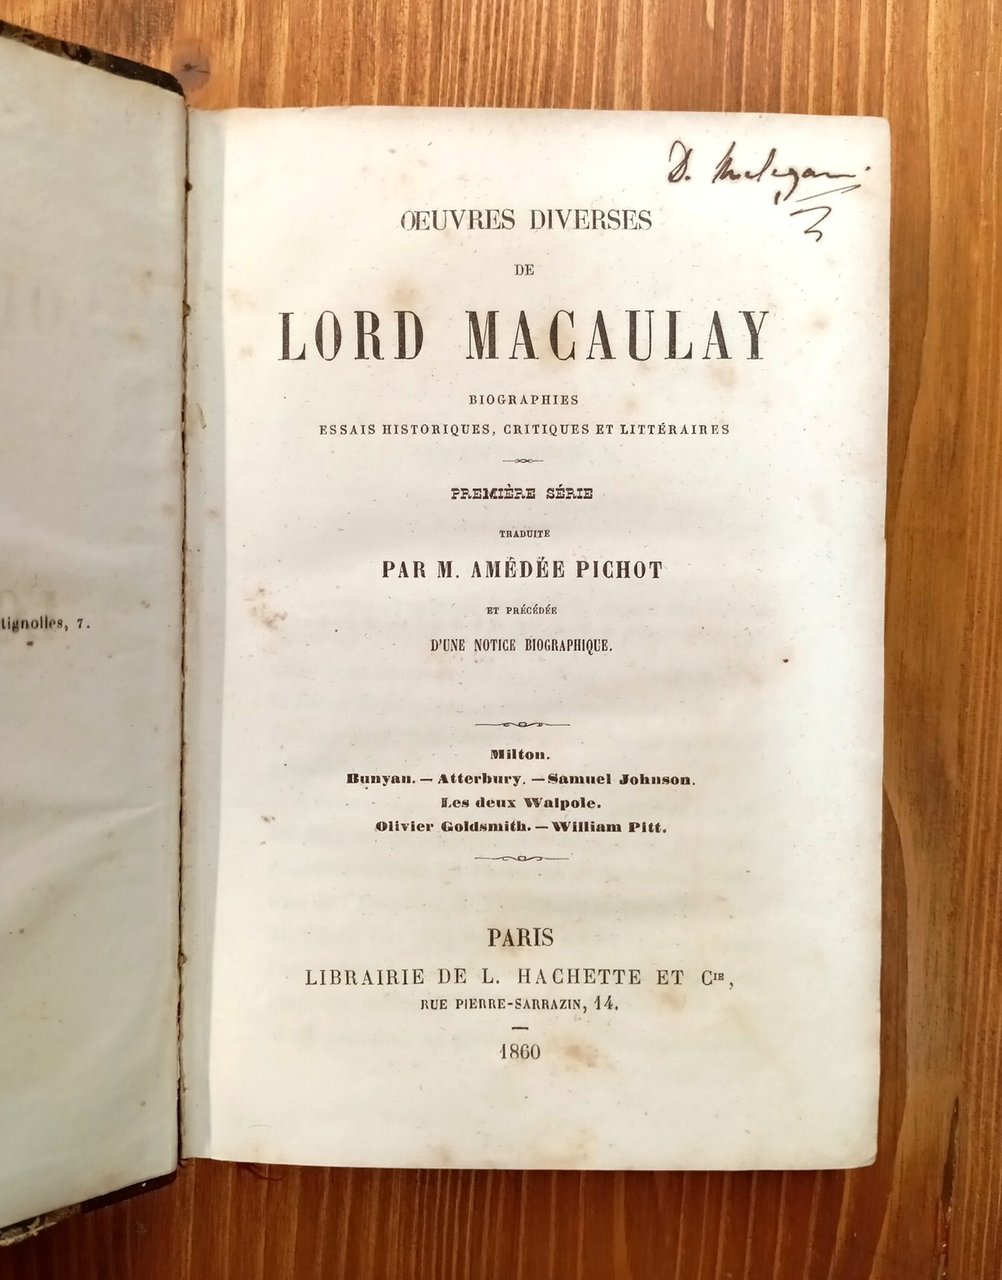 tignolles, 7.
D.
OEUVRES DIVERSES
DE
LORD MACAULAY
BIOGRAPHIES
ESSAIS HISTORIQUES, CRITIQUES ET LITTÉRAIRES
PREMIÈRE SÉRIE
TRADUITE
PAR M. AMÉDÉE PICHOT
ET PRÉCÉDÉE
D'UNE NOTICE BIOGRAPHIQUE.
Milton.
Bunyan. — Atterbury. — Samuel Johnson.
Les deux Walpole.
Olivier Goldsmith. — William Pitt.
PARIS
LIBRAIRIE DE L. HACHETTE ET CIE,
RUE PIERRE-SARRAZIN, 14.
1860